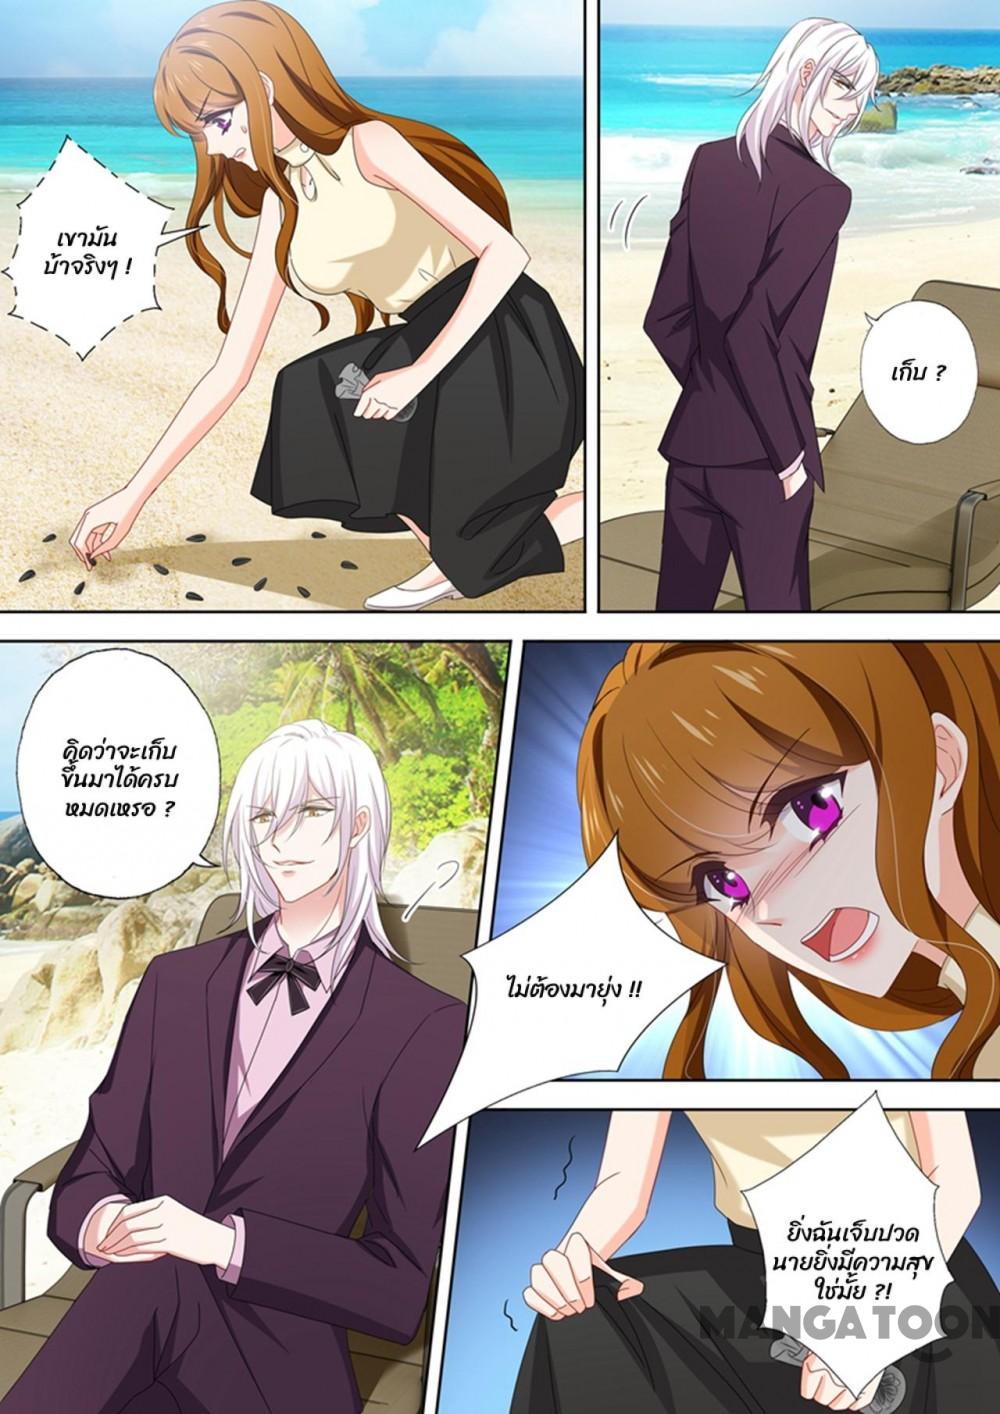 เขามัน
บ้าจริงๆ !
เก็บ ?
คิดว่าจะเก็บ
ขึ้นมาได้ครบ
หมดเหรอ ?
ไม่ต้องมายุ่ง !!
ยิ่งฉันเจ็บปวด
นายยิ่งมีความสุข
ใช่มั้ย ?!
MANGATOON